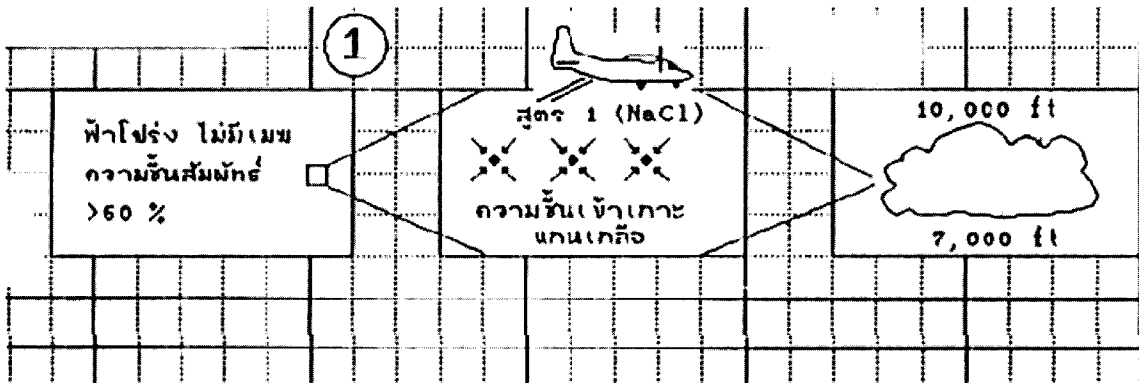 1
ฟ้าโปร่ง ไม่มีเมฆ
ความชื้นสัมพัทธ์
>60 %
สูตร 1 (NaCl)
ความชื้นเข้าเกาะ
แกนเกลือ
10,000 ft
7,000 ft